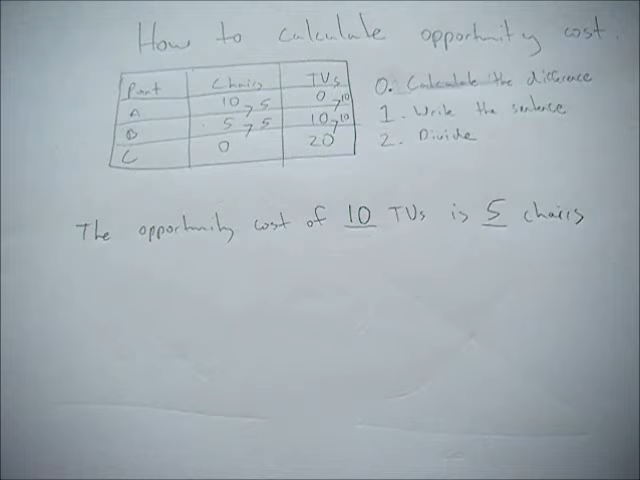 How to calculate opportunity cost.
Point Chairs TVs
A 10 0
5 10
B 5 10
5 10
C 0 20
0. Calculate the difference
1. Write the sentence
2. Divide
The opportunity cost of 10 TVs is 5 chairs